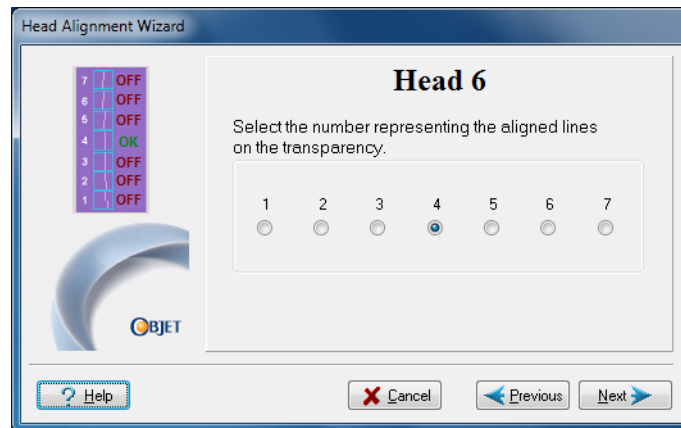 Head Alignment Wizard
7 OFF
6 OFF
5 OFF
4 OK
3 OFF
2 OFF
1 OFF
OBJET
Head 6
Select the number representing the aligned lines
on the transparency.
1 2 3 4 5 6 7
? Help
Cancel
Previous
Next